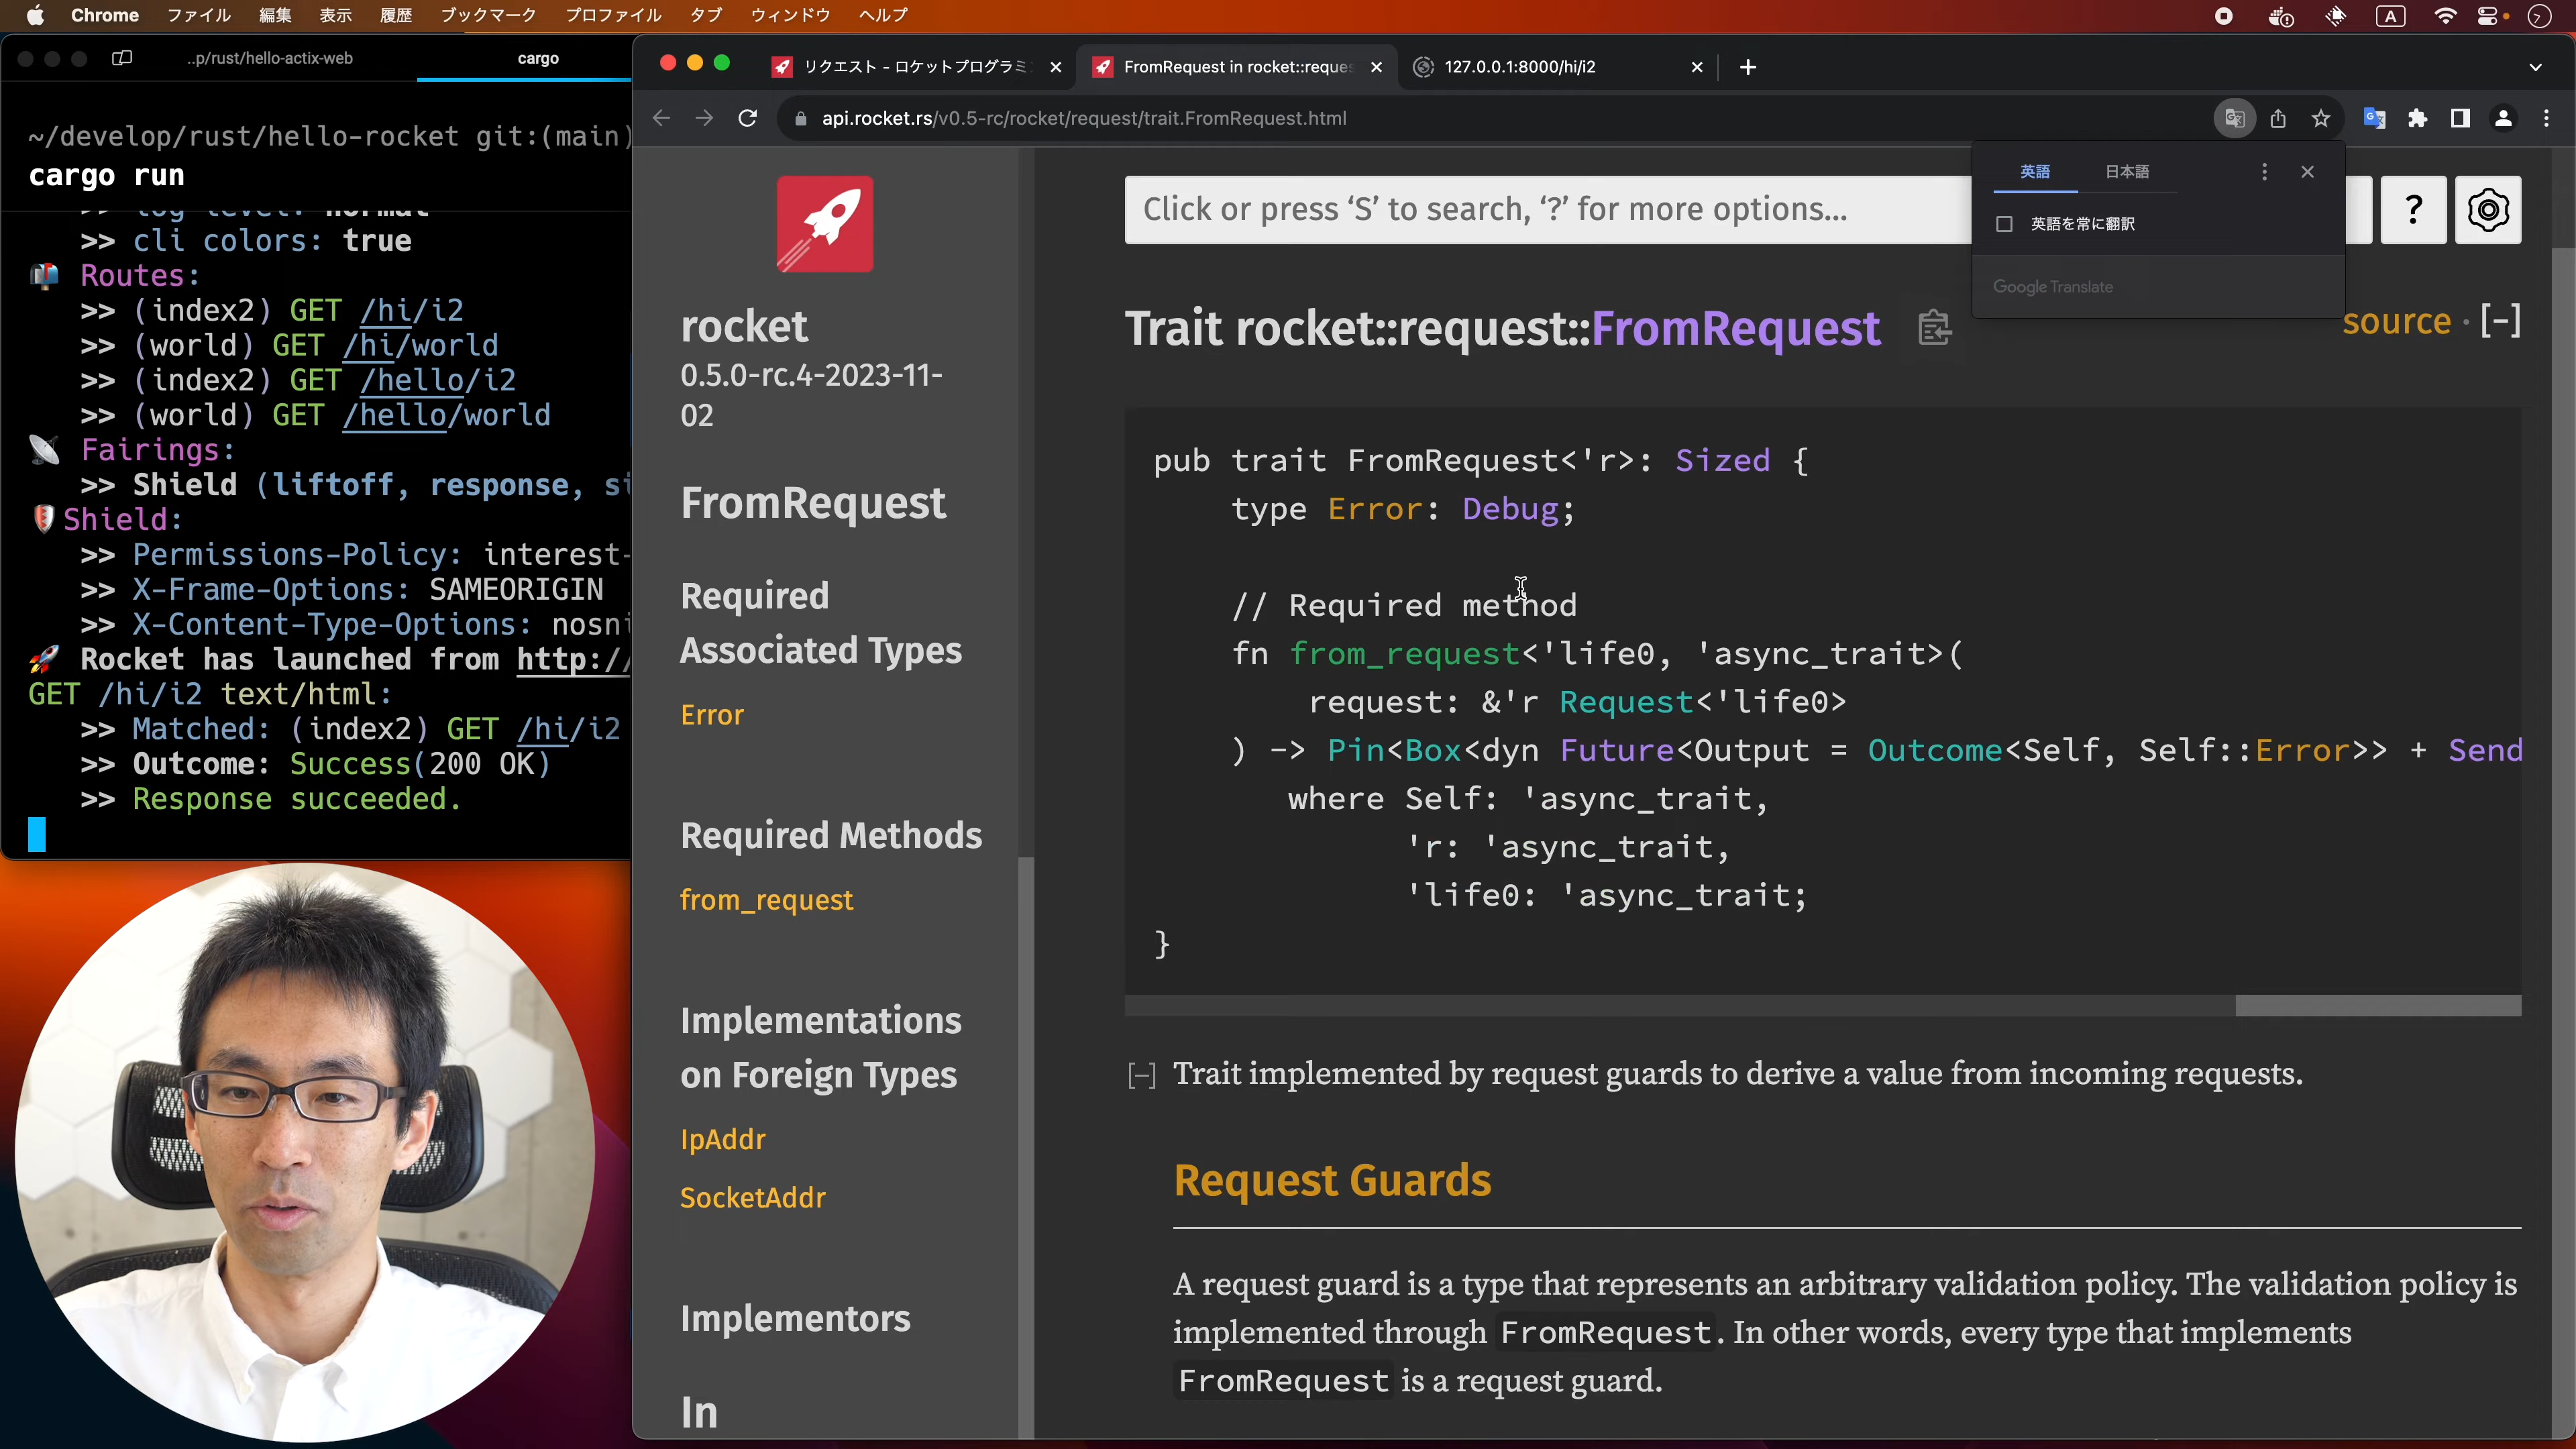 Chrome ファイル 編集 表示 履歴 ブックマーク プロファイル タブ ウィンドウ ヘルプ A
..p/rust/hello-actix-web cargo
~/develop/rust/hello-rocket git:(main)
cargo run
>> log level: normal
>> cli colors: true
📬 Routes:
>> (index2) GET /hi/i2
>> (world) GET /hi/world
>> (index2) GET /hello/i2
>> (world) GET /hello/world
📡 Fairings:
>> Shield (liftoff, response,
🛡️Shield:
>> Permissions-Policy: interest-
>> X-Frame-Options: SAMEORIGIN
>> X-Content-Type-Options: nosni
🚀 Rocket has launched from http://
GET /hi/i2 text/html:
>> Matched: (index2) GET /hi/i2
>> Outcome: Success(200 OK)
>> Response succeeded.
リクエスト - ロケットプログラミ FromRequest in rocket::reques 127.0.0.1:8000/hi/i2
api.rocket.rs/v0.5-rc/rocket/request/trait.FromRequest.html
英語 日本語
英語を常に翻訳
Google Translate
rocket
0.5.0-rc.4-2023-11-
02
FromRequest
Required
Associated Types
Error
Required Methods
from_request
Implementations
on Foreign Types
IpAddr
SocketAddr
Implementors
In
Click or press ‘S’ to search, ‘?’ for more options...
?
Trait rocket::request::FromRequest
source · [-]
pub trait FromRequest<'r>: Sized {
type Error: Debug;
// Required method
fn from_request<'life0, 'async_trait>(
request: &'r Request<'life0>
) -> Pin<Box<dyn Future<Output = Outcome<Self, Self::Error>> + Send
where Self: 'async_trait,
'r: 'async_trait,
'life0: 'async_trait;
}
[-] Trait implemented by request guards to derive a value from incoming requests.
Request Guards
A request guard is a type that represents an arbitrary validation policy. The validation policy is
implemented through FromRequest. In other words, every type that implements
FromRequest is a request guard.